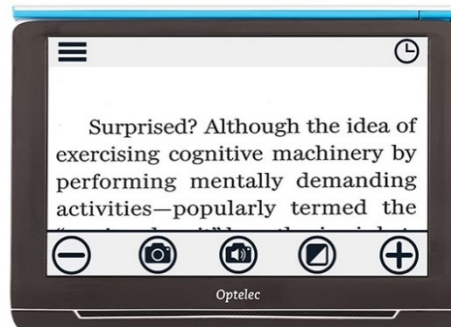 Surprised? Although the idea of
exercising cognitive machinery by
performing mentally demanding
activities—popularly termed the
Optelec